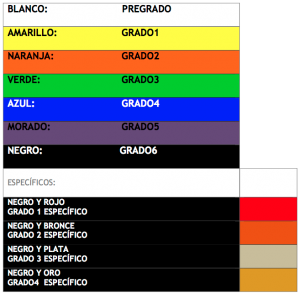 BLANCO: PREGRADO
AMARILLO: GRADO1
NARANJA: GRADO2
VERDE: GRADO3
AZUL: GRADO4
MORADO: GRADO5
NEGRO: GRADO6
ESPECÍFICOS:
NEGRO Y ROJO
GRADO 1 ESPECÍFICO
NEGRO Y BRONCE
GRADO 2 ESPECÍFICO
NEGRO Y PLATA
GRADO 3 ESPECÍFICO
NEGRO Y ORO
GRADO4 ESPECÍFICO